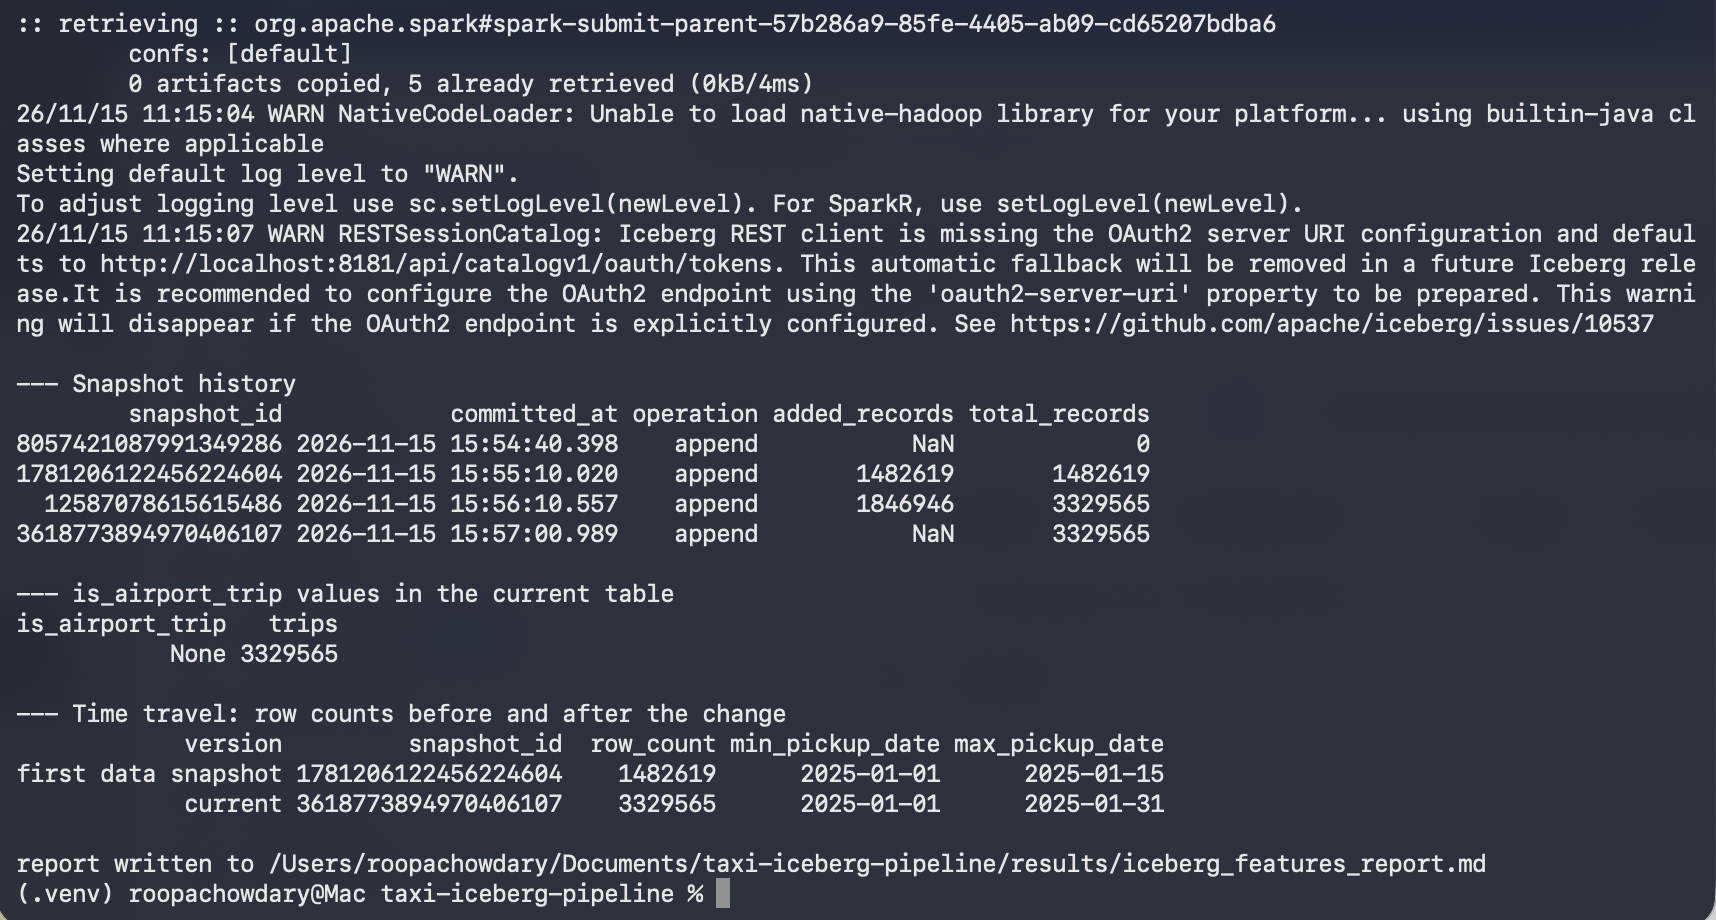 :: retrieving :: org.apache.spark#spark-submit-parent-57b286a9-85fe-4405-ab09-cd65207bdba6
        confs: [default]
        0 artifacts copied, 5 already retrieved (0kB/4ms)
26/11/15 11:15:04 WARN NativeCodeLoader: Unable to load native-hadoop library for your platform... using builtin-java cl
asses where applicable
Setting default log level to "WARN".
To adjust logging level use sc.setLogLevel(newLevel). For SparkR, use setLogLevel(newLevel).
26/11/15 11:15:07 WARN RESTSessionCatalog: Iceberg REST client is missing the OAuth2 server URI configuration and defaul
ts to http://localhost:8181/api/catalogv1/oauth/tokens. This automatic fallback will be removed in a future Iceberg rele
ase.It is recommended to configure the OAuth2 endpoint using the 'oauth2-server-uri' property to be prepared. This warni
ng will disappear if the OAuth2 endpoint is explicitly configured. See https://github.com/apache/iceberg/issues/10537

--- Snapshot history
        snapshot_id            committed_at operation added_records total_records
8057421087991349286 2026-11-15 15:54:40.398    append           NaN             0
1781206122456224604 2026-11-15 15:55:10.020    append       1482619       1482619
  12587078615615486 2026-11-15 15:56:10.557    append       1846946       3329565
3618773894970406107 2026-11-15 15:57:00.989    append           NaN       3329565

--- is_airport_trip values in the current table
is_airport_trip   trips
           None 3329565

--- Time travel: row counts before and after the change
            version         snapshot_id  row_count min_pickup_date max_pickup_date
first data snapshot 1781206122456224604    1482619      2025-01-01      2025-01-15
            current 3618773894970406107    3329565      2025-01-01      2025-01-31

report written to /Users/roopachowdary/Documents/taxi-iceberg-pipeline/results/iceberg_features_report.md
(.venv) roopachowdary@Mac taxi-iceberg-pipeline %